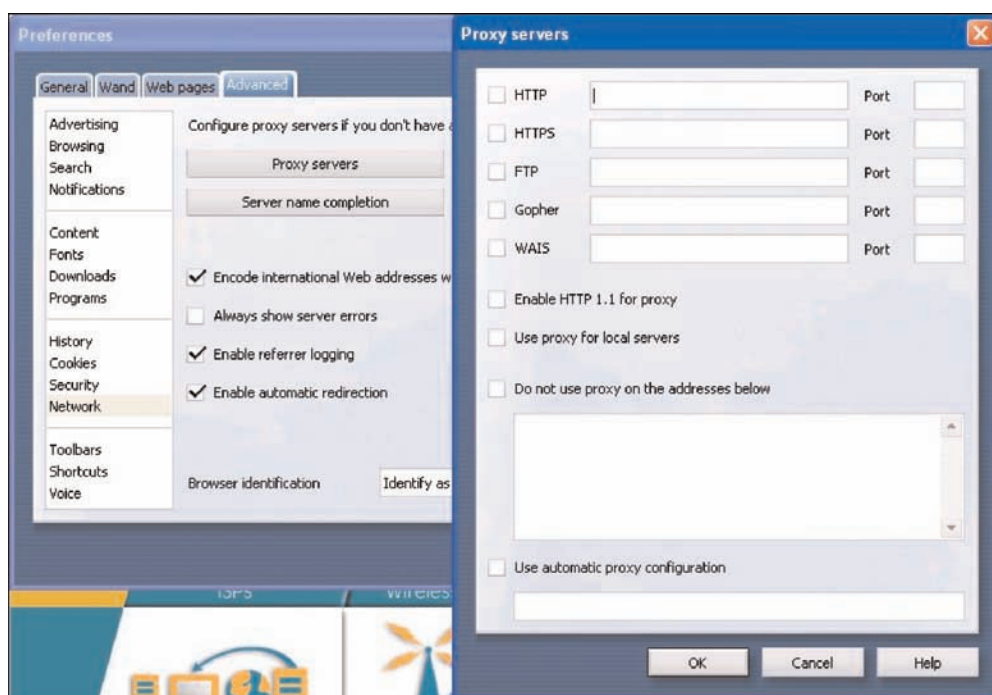 Preferences
General
Wand
Web pages
Advanced
Advertising
Browsing
Search
Notifications
Content
Fonts
Downloads
Programs
History
Cookies
Security
Network
Toolbars
Shortcuts
Voice
Configure proxy servers if you don't have a
Proxy servers
Server name completion
Encode international Web addresses w
Always show server errors
Enable referrer logging
Enable automatic redirection
Browser identification
Identify as
Proxy servers
HTTP Port
HTTPS Port
FTP Port
Gopher Port
WAIS Port
Enable HTTP 1.1 for proxy
Use proxy for local servers
Do not use proxy on the addresses below
Use automatic proxy configuration
OK
Cancel
Help
ISPs
Wireless